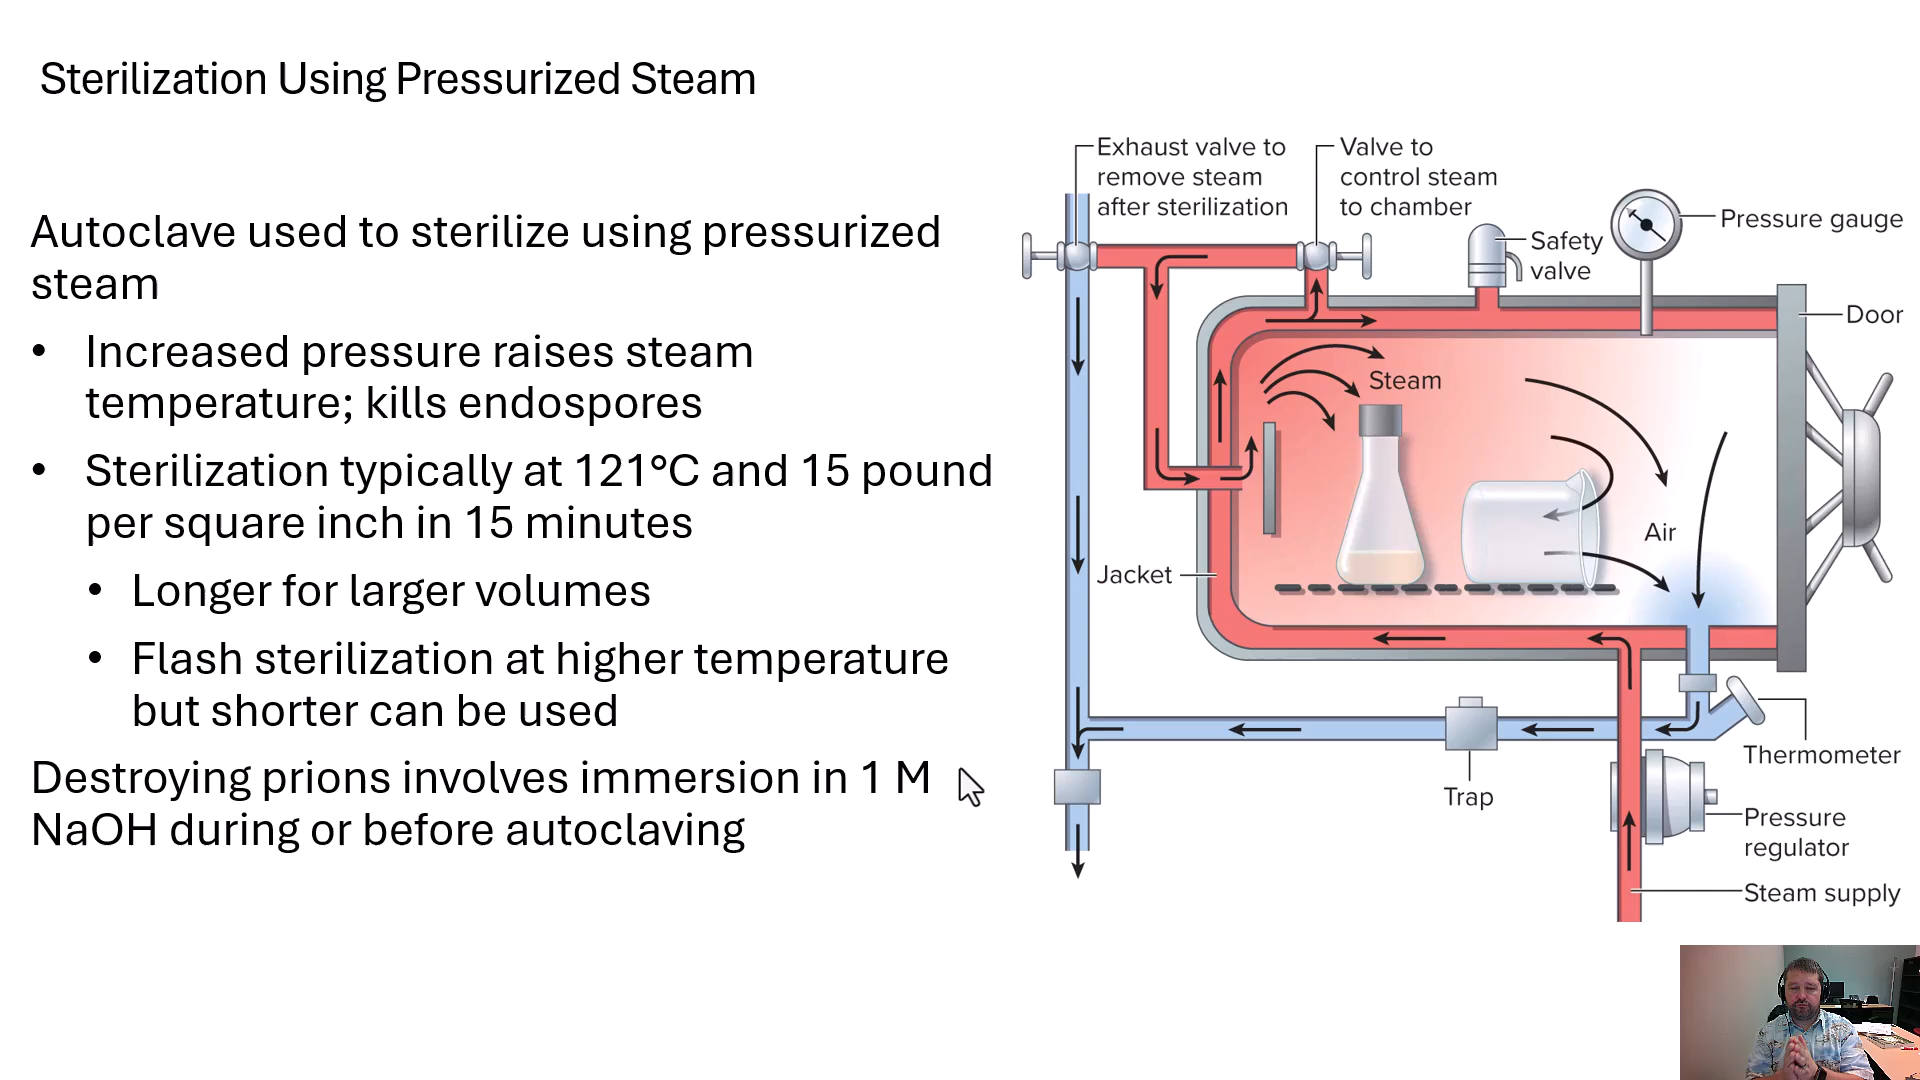 Sterilization Using Pressurized Steam
Autoclave used to sterilize using pressurized
steam
• Increased pressure raises steam
temperature; kills endospores
• Sterilization typically at 121°C and 15 pound
per square inch in 15 minutes
• Longer for larger volumes
• Flash sterilization at higher temperature
but shorter can be used
Destroying prions involves immersion in 1 M
NaOH during or before autoclaving
Exhaust valve to
remove steam
after sterilization
Valve to
control steam
to chamber
Safety
valve
Pressure gauge
Door
Steam
Air
Jacket
Thermometer
Trap
Pressure
regulator
Steam supply